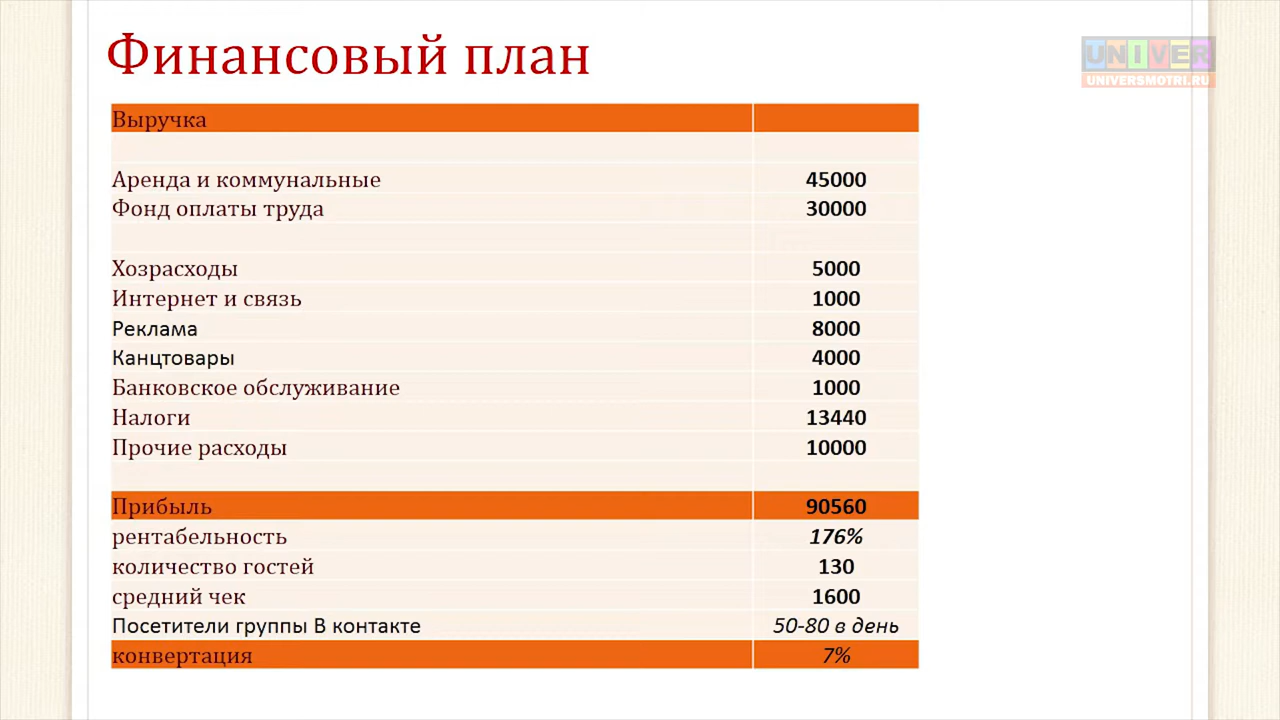 Финансовый план
UNIVER
UNIVERSMOTRI.RU
Выручка
Аренда и коммунальные 45000
Фонд оплаты труда 30000
Хозрасходы 5000
Интернет и связь 1000
Реклама 8000
Канцтовары 4000
Банковское обслуживание 1000
Налоги 13440
Прочие расходы 10000
Прибыль 90560
рентабельность 176%
количество гостей 130
средний чек 1600
Посетители группы В контакте 50-80 в день
конвертация 7%